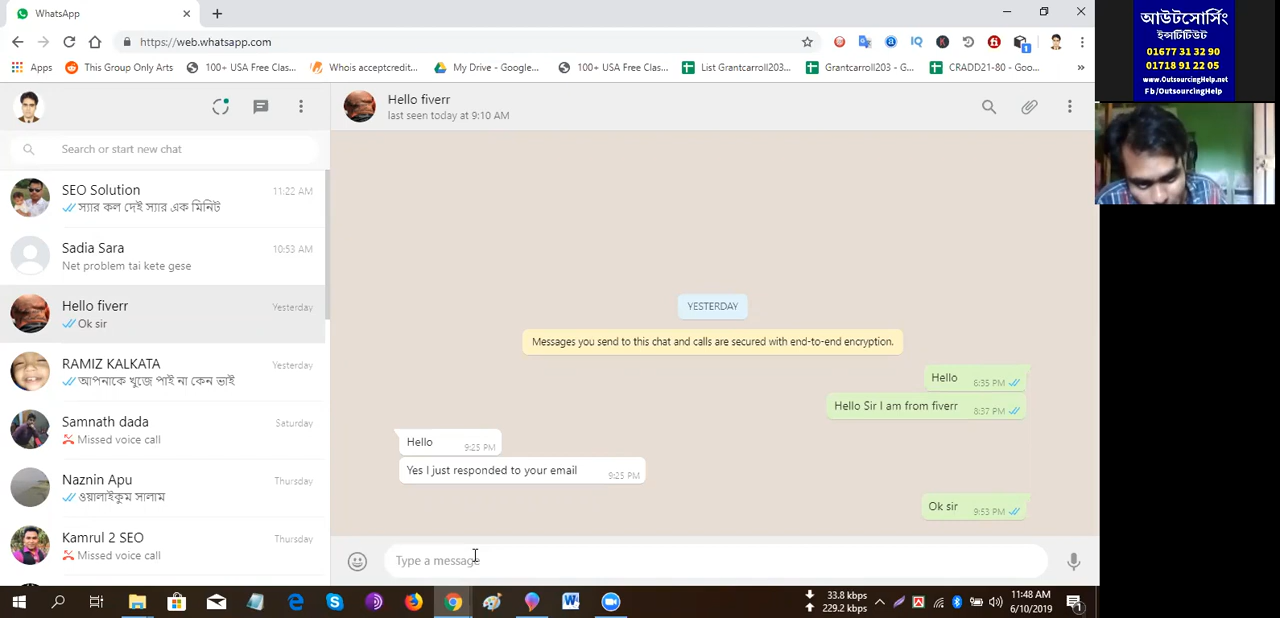 WhatsApp
https://web.whatsapp.com
Apps
This Group Only Arts
100+ USA Free Clas...
Whois acceptcredit...
My Drive - Google...
100+ USA Free Clas...
List Grantcarroll203...
Grantcarroll203 - G...
CRADD21-80 - Goo...
»
আউটসোর্সিং
ইন্সটিটিউট
01677 31 32 90
01718 91 22 05
www.OutsourcingHelp.net
Fb/OutsourcingHelp
Search or start new chat
SEO Solution
11:22 AM
স্যার কল দেই স্যার এক মিনিট
Sadia Sara
10:53 AM
Net problem tai kete gese
Hello fiverr
Yesterday
Ok sir
RAMIZ KALKATA
Yesterday
আপনাকে খুজে পাই না কেন ভাই
Samnath dada
Saturday
Missed voice call
Naznin Apu
Thursday
ওয়ালাইকুম সালাম
Kamrul 2 SEO
Thursday
Missed voice call
Hello fiverr
last seen today at 9:10 AM
YESTERDAY
Messages you send to this chat and calls are secured with end-to-end encryption.
Hello 6:35 PM
Hello Sir I am from fiverr 8:37 PM
Hello 9:25 PM
Yes I just responded to your email 9:25 PM
Ok sir 9:53 PM
Type a message
33.8 kbps
229.2 kbps
11:48 AM
6/10/2019